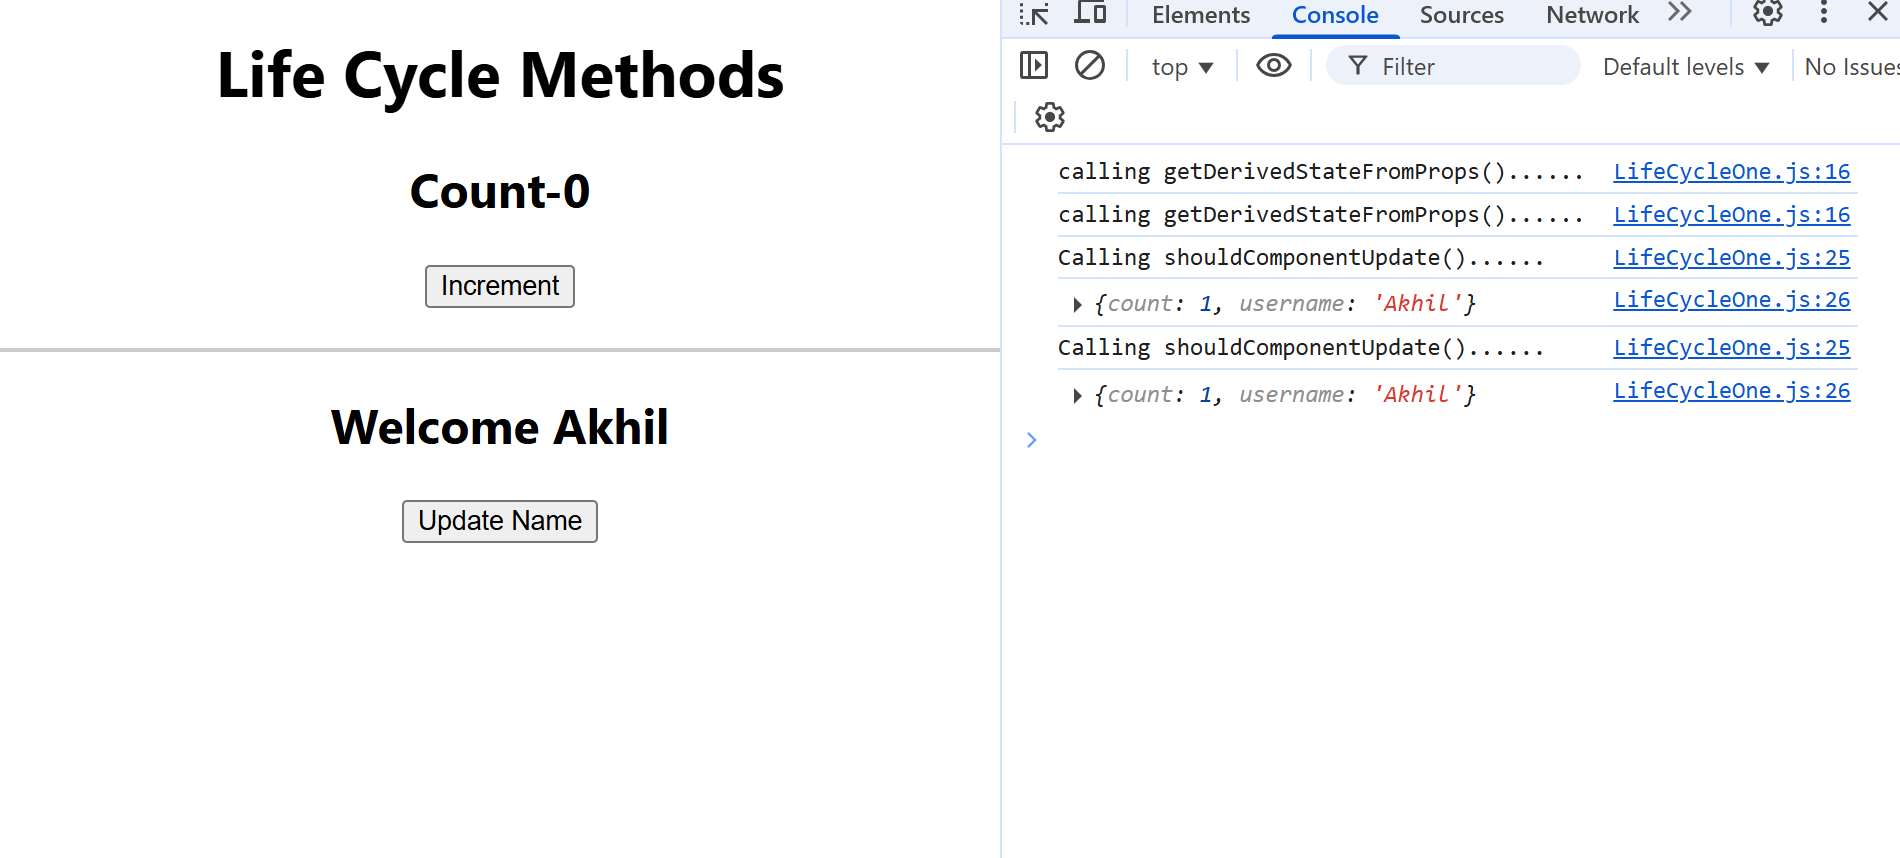 Life Cycle Methods
Count-0
Increment
Welcome Akhil
Update Name
Elements Console Sources Network
top Filter Default levels No Issues
calling getDerivedStateFromProps()...... LifeCycleOne.js:16
calling getDerivedStateFromProps()...... LifeCycleOne.js:16
Calling shouldComponentUpdate()...... LifeCycleOne.js:25
{count: 1, username: 'Akhil'} LifeCycleOne.js:26
Calling shouldComponentUpdate()...... LifeCycleOne.js:25
{count: 1, username: 'Akhil'} LifeCycleOne.js:26